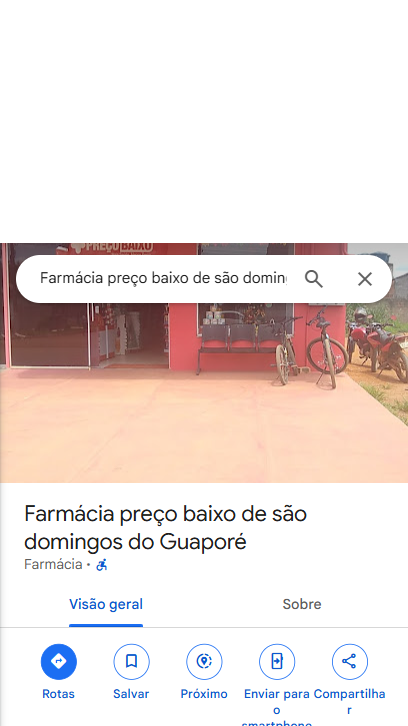 PREÇO BAIXO
Farmácia preço baixo de são doming
Farmácia preço baixo de são
domingos do Guaporé
Farmácia •
Visão geral
Sobre
Rotas
Salvar
Próximo
Enviar para
o
smartphone
Compartilha
r